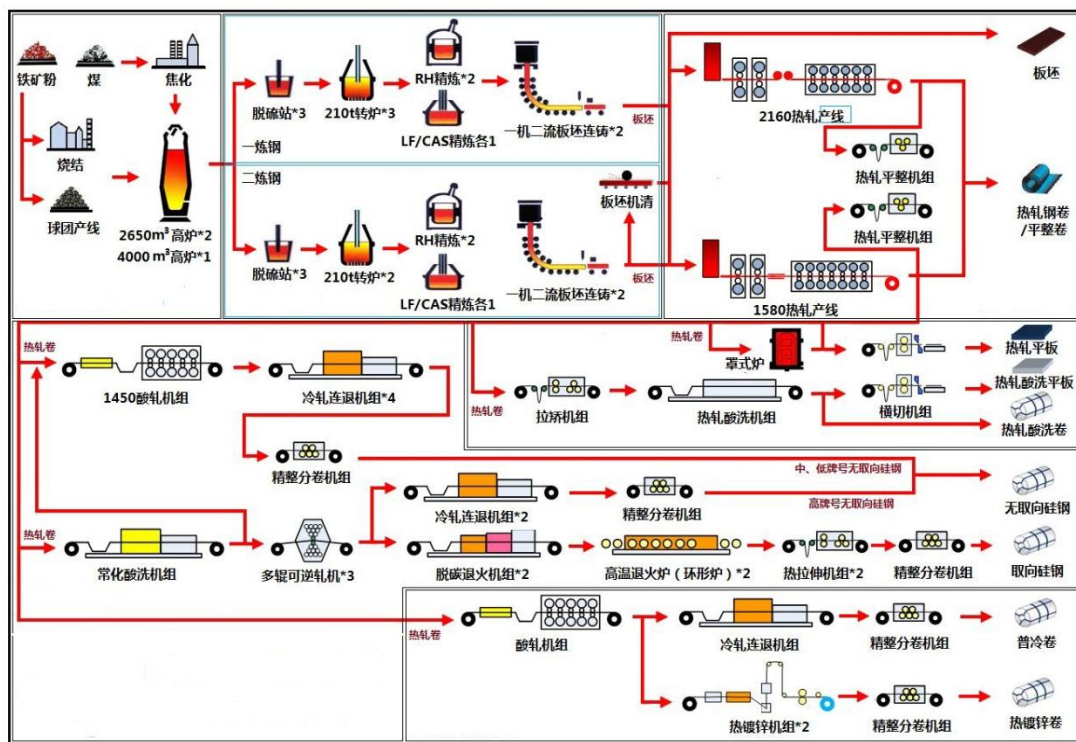 铁矿粉
煤
焦化
烧结
球团产线
2650m³高炉*2
4000m³高炉*1
一炼钢
脱硫站*3
210t转炉*3
RH精炼*2
LF/CAS精炼各1
一机二流板坯连铸*2
板坯
二炼钢
脱硫站*3
210t转炉*2
RH精炼*2
LF/CAS精炼各1
一机二流板坯连铸*2
板坯机清
板坯
2160热轧产线
热轧平整机组
热轧平整机组
1580热轧产线
板坯
热轧钢卷
/平整卷
热轧卷
1450酸轧机组
冷轧连退机组*4
精整分卷机组
热轧卷
罩式炉
热轧平板
热轧卷
拉矫机组
热轧酸洗机组
横切机组
热轧酸洗平板
热轧酸洗卷
中、低牌号无取向硅钢
冷轧连退机组*2
精整分卷机组
高牌号无取向硅钢
无取向硅钢
热轧卷
常化酸洗机组
多辊可逆轧机*3
脱碳退火机组*2
高温退火炉（环形炉）*2
热拉伸机组*2
精整分卷机组
取向硅钢
热轧卷
酸轧机组
冷轧连退机组
精整分卷机组
普冷卷
热镀锌机组*2
精整分卷机组
热镀锌卷